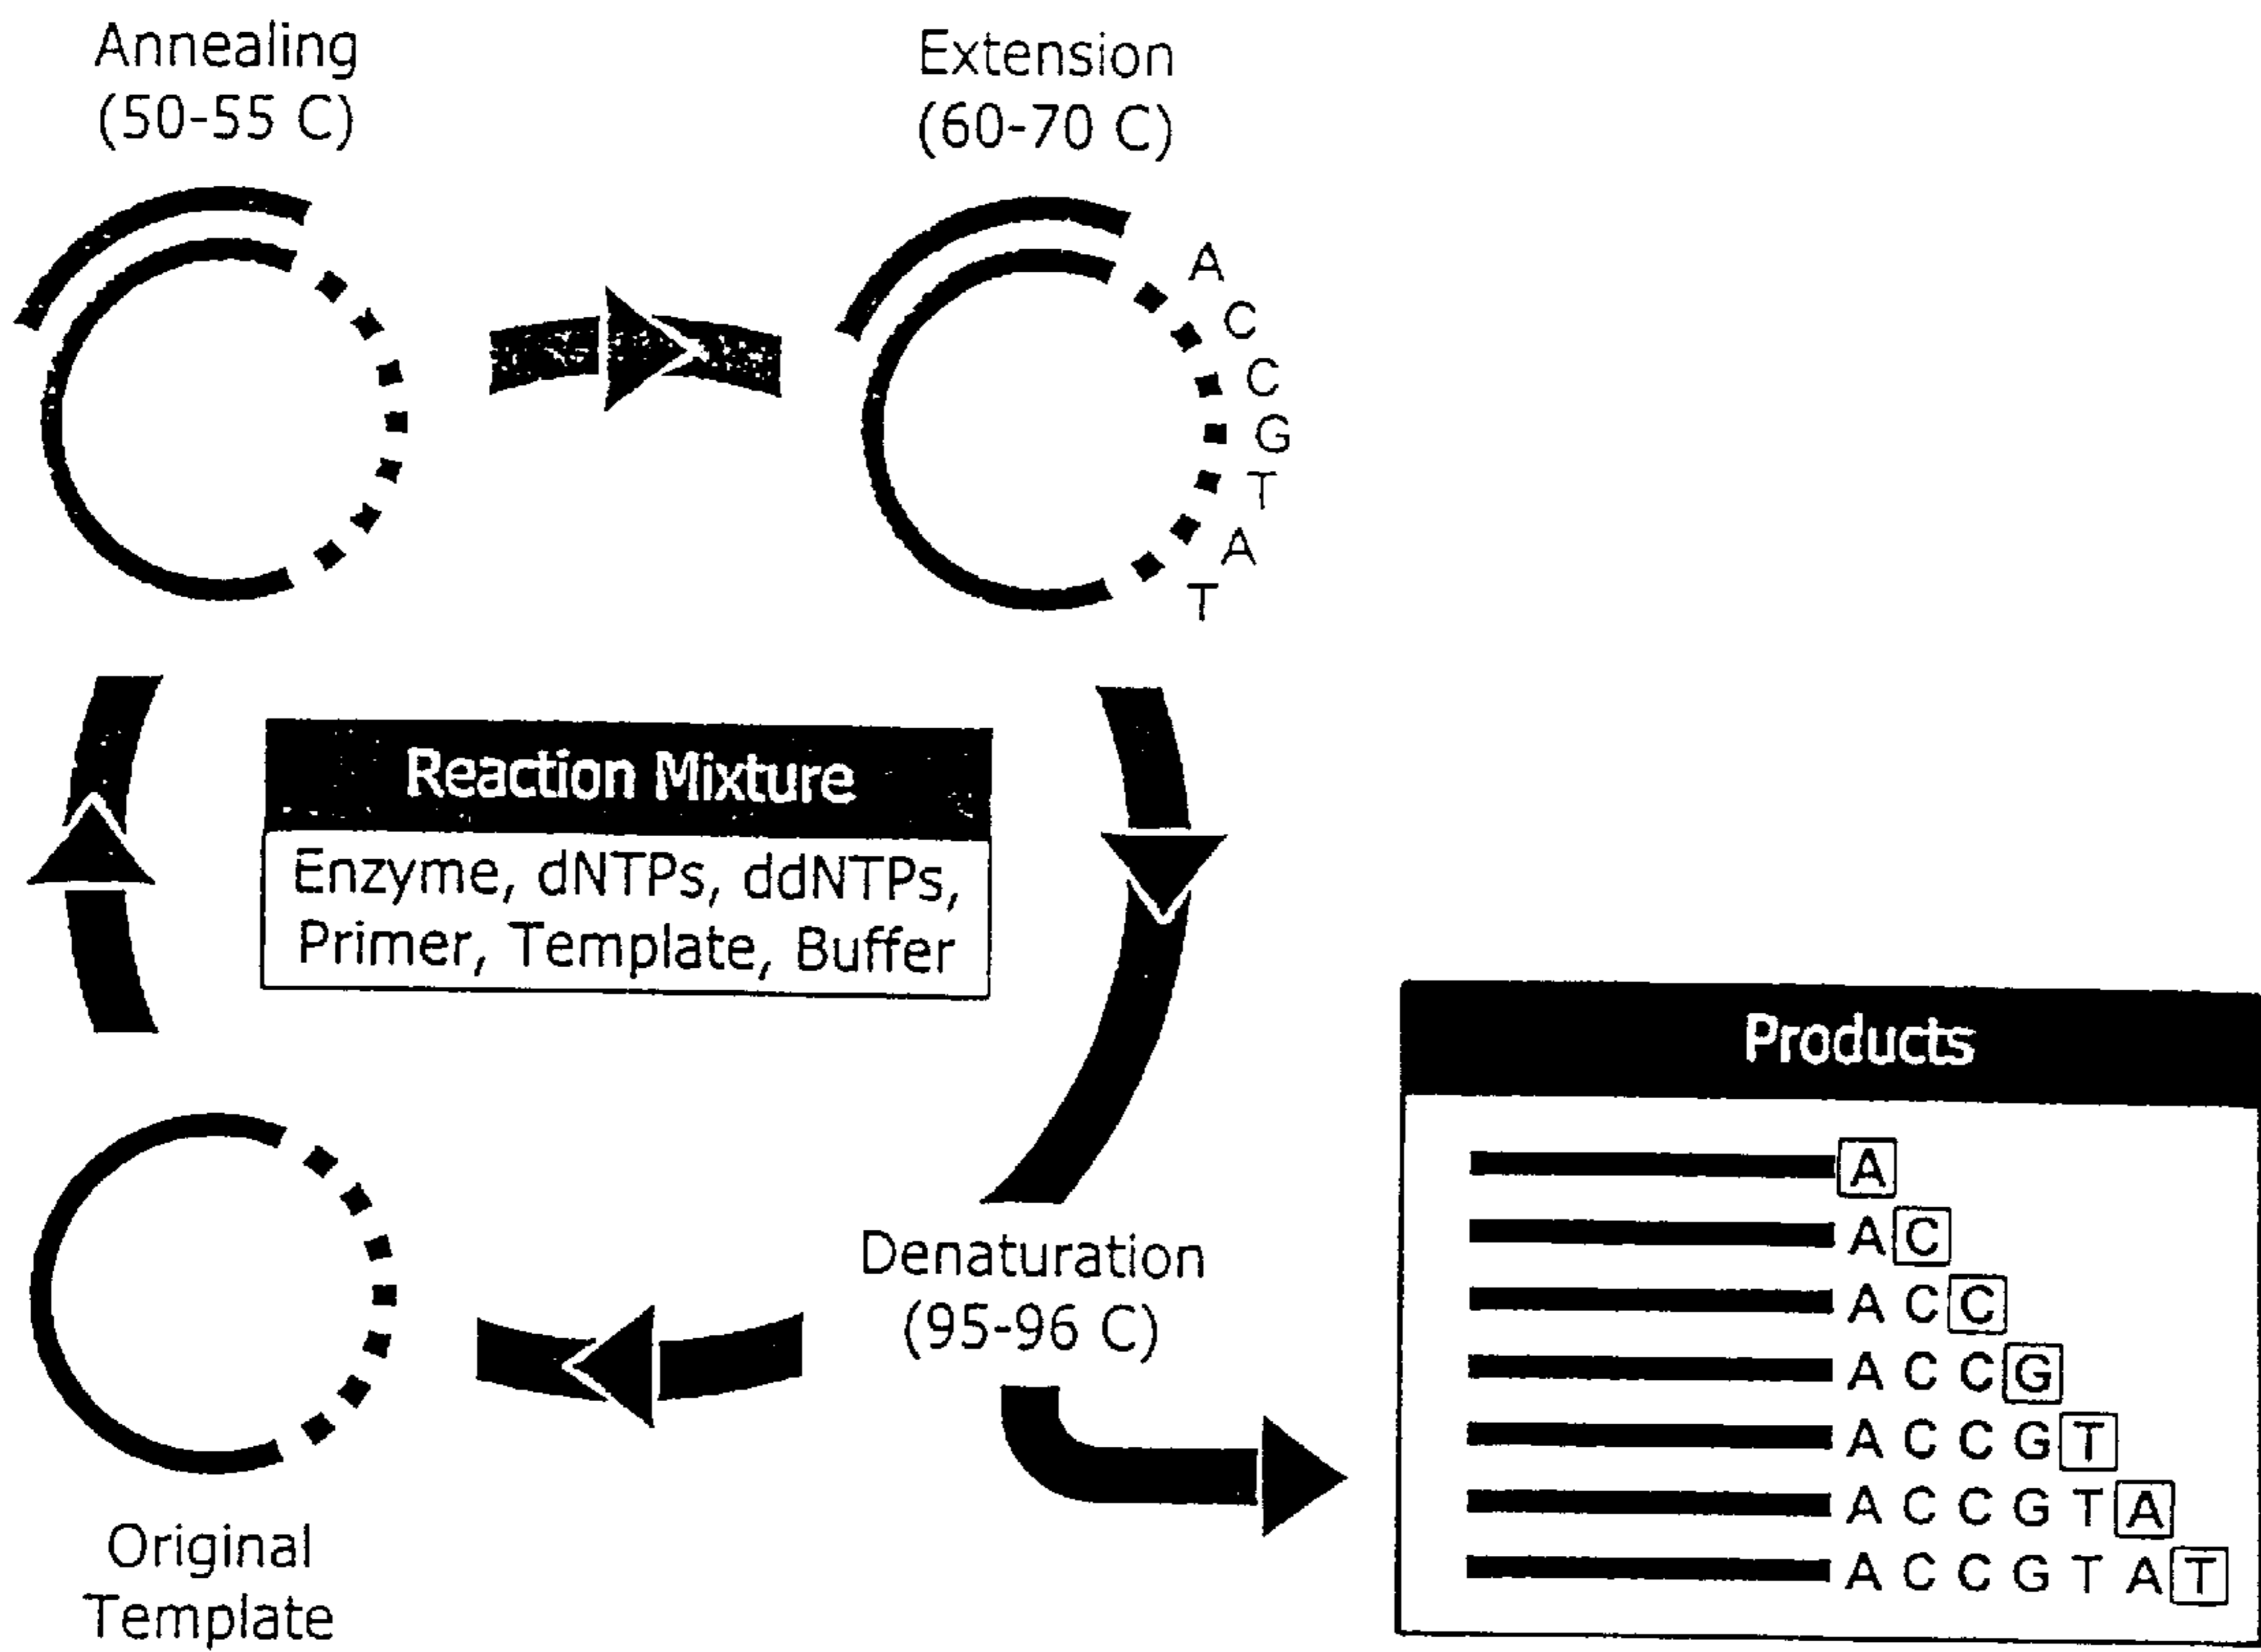 Annealing
(50-55 C)
Extension
(60-70 C)
A
C
C
G
T
A
T
Reaction Mixture
Enzyme, dNTPs, ddNTPs,
Primer, Template, Buffer
Denaturation
(95-96 C)
Original
Template
Products
A
A C
A C C
A C C G
A C C G T
A C C G T A
A C C G T A T